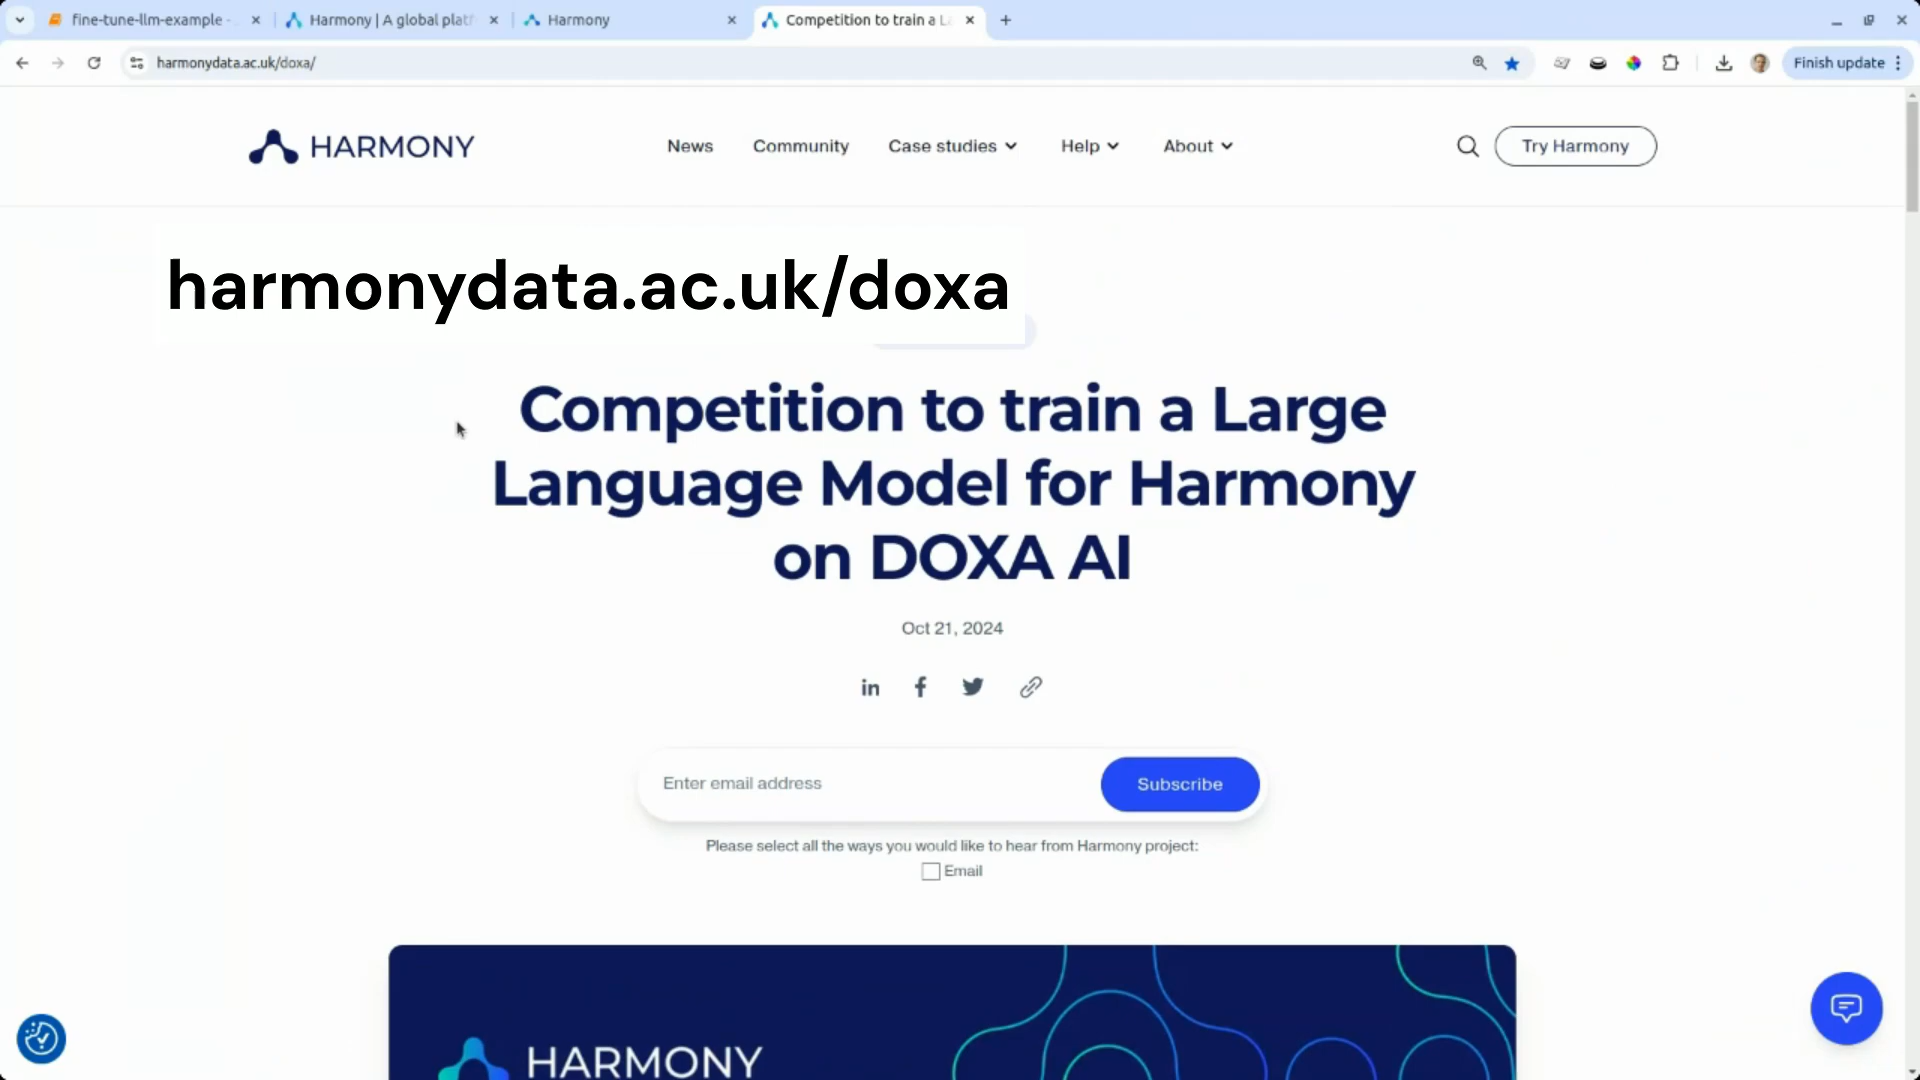 fine-tune-llm-example -
Harmony | A global platf
Harmony
Competition to train a La
harmonydata.ac.uk/doxa/
Finish update
HARMONY
News
Community
Case studies
Help
About
Try Harmony
harmonydata.ac.uk/doxa
Competition to train a Large
Language Model for Harmony
on DOXA AI
Oct 21, 2024
Enter email address
Subscribe
Please select all the ways you would like to hear from Harmony project:
Email
HARMONY